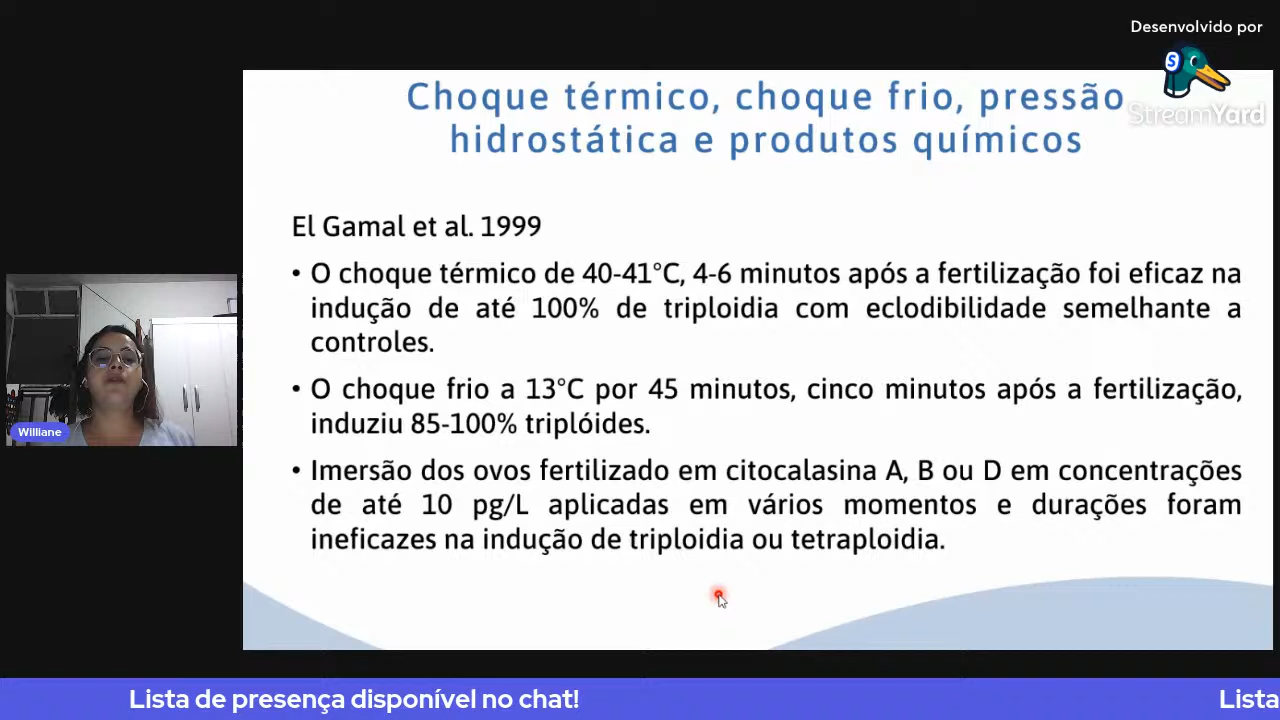 Desenvolvido por
StreamYard
Choque térmico, choque frio, pressão
hidrostática e produtos químicos
El Gamal et al. 1999
• O choque térmico de 40-41°C, 4-6 minutos após a fertilização foi eficaz na
indução de até 100% de triploidia com eclodibilidade semelhante a
controles.
• O choque frio a 13°C por 45 minutos, cinco minutos após a fertilização,
induziu 85-100% triplóides.
• Imersão dos ovos fertilizado em citocalasina A, B ou D em concentrações
de até 10 pg/L aplicadas em vários momentos e durações foram
ineficazes na indução de triploidia ou tetraploidia.
Williane
Lista de presença disponível no chat!
Lista